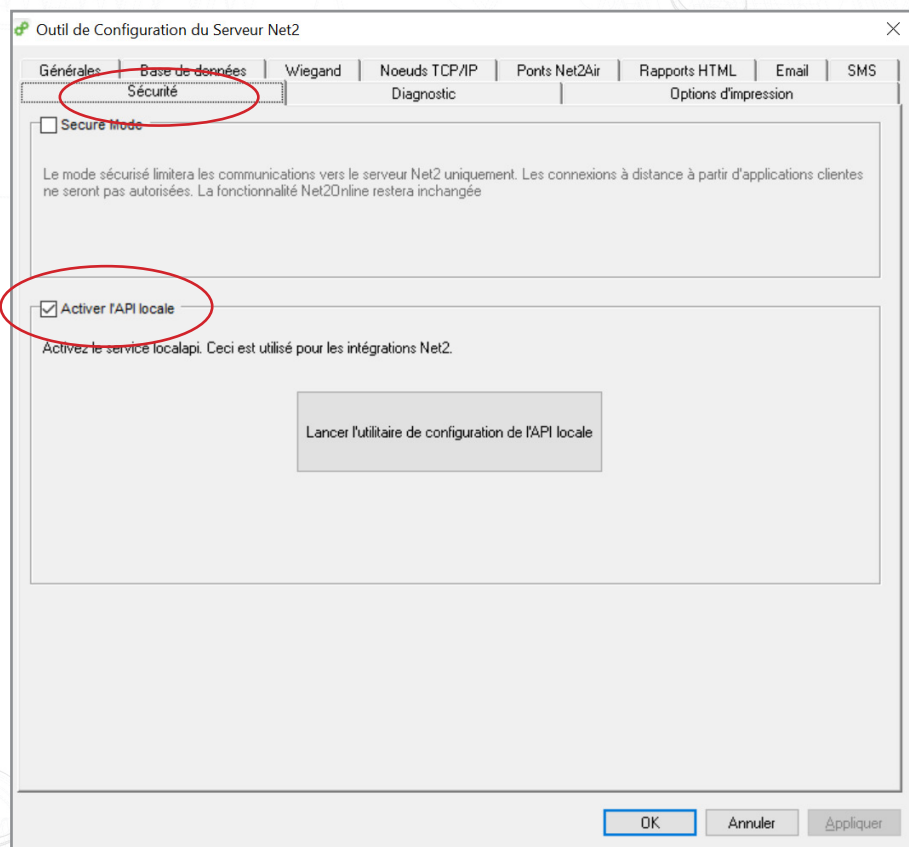 Outil de Configuration du Serveur Net2
Générales Base de données Wiegand Noeuds TCP/IP Ponts Net2Air Rapports HTML Email SMS
Sécurité Diagnostic Options d'impression
Secure Mode
Le mode sécurisé limitera les communications vers le serveur Net2 uniquement. Les connexions à distance à partir d'applications clientes
ne seront pas autorisées. La fonctionnalité Net2Online restera inchangée
Activer l'API locale
Activez le service localapi. Ceci est utilisé pour les intégrations Net2.
Lancer l'utilitaire de configuration de l'API locale
OK Annuler Appliquer